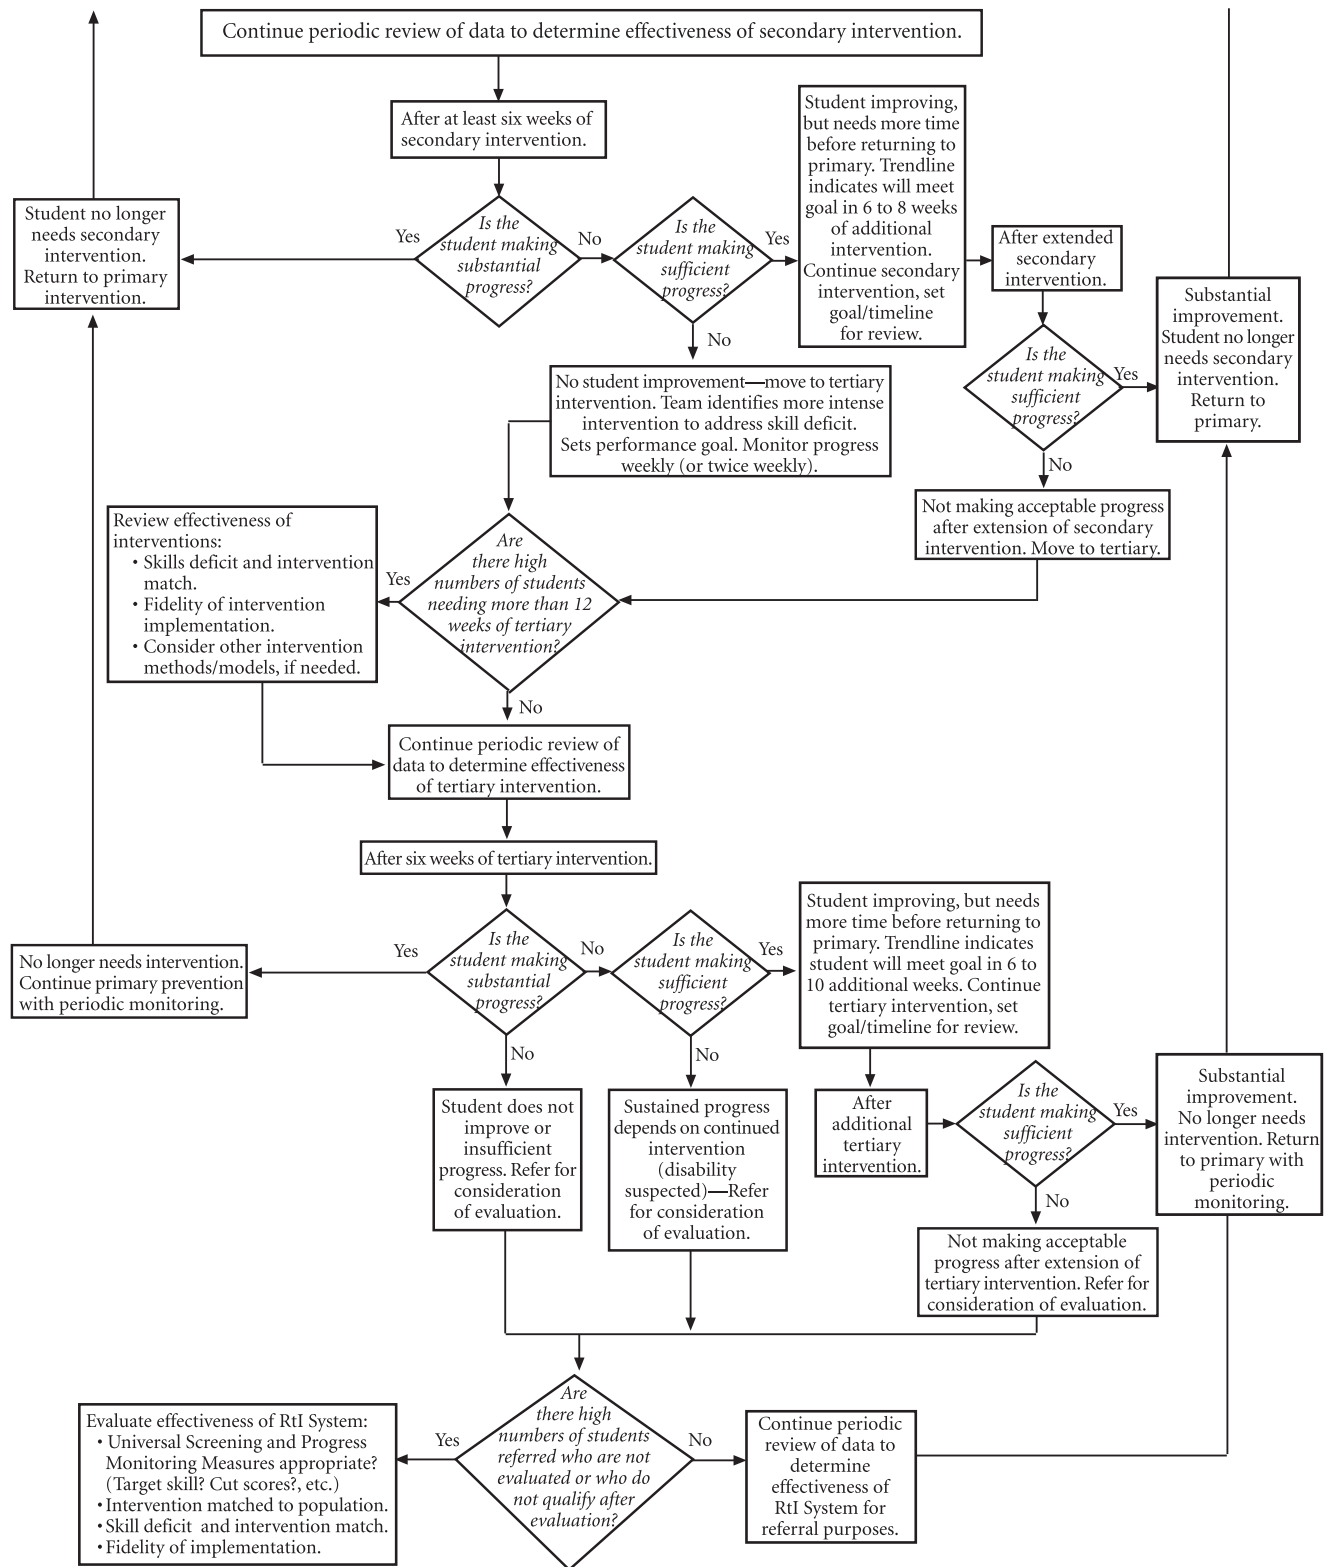 Continue periodic review of data to determine effectiveness of secondary intervention.
After at least six weeks of
secondary intervention.
Student no longer
needs secondary
intervention.
Return to primary
intervention.
Yes
Is the
student making
substantial
progress?
No
Is the
student making
sufficient
progress?
Yes
Student improving,
but needs more time
before returning to
primary. Trendline
indicates will meet
goal in 6 to 8 weeks
of additional
intervention.
Continue secondary
intervention, set
goal/timeline
for review.
After extended
secondary
intervention.
Is the
student making
sufficient
progress?
Yes
Substantial
improvement.
Student no longer
needs secondary
intervention.
Return to
primary.
No
No student improvement—move to tertiary
intervention. Team identifies more intense
intervention to address skill deficit.
Sets performance goal. Monitor progress
weekly (or twice weekly).
No
Not making acceptable progress
after extension of secondary
intervention. Move to tertiary.
Review effectiveness of
interventions:
• Skills deficit and intervention
match.
• Fidelity of intervention
implementation.
• Consider other intervention
methods/models, if needed.
Yes
Are
there high
numbers of students
needing more than 12
weeks of tertiary
intervention?
No
Continue periodic review of
data to determine effectiveness
of tertiary intervention.
After six weeks of tertiary intervention.
No longer needs intervention.
Continue primary prevention
with periodic monitoring.
Yes
Is the
student making
substantial
progress?
No
Is the
student making
sufficient
progress?
Yes
Student improving, but needs
more time before returning to
primary. Trendline indicates
student will meet goal in 6 to
10 additional weeks. Continue
tertiary intervention, set
goal/timeline for review.
No
Student does not
improve or
insufficient
progress. Refer for
consideration
of evaluation.
No
Sustained progress
depends on continued
intervention
(disability
suspected)—Refer
for consideration
of evaluation.
After
additional
tertiary
intervention.
Is the
student making
sufficient
progress?
Yes
Substantial
improvement.
No longer needs
intervention. Return
to primary with
periodic
monitoring.
No
Not making acceptable
progress after extension of
tertiary intervention. Refer for
consideration of evaluation.
Evaluate effectiveness of RtI System:
• Universal Screening and Progress
Monitoring Measures appropriate?
(Target skill? Cut scores?, etc.)
• Intervention matched to population.
• Skill deficit and intervention match.
• Fidelity of implementation.
Yes
Are
there high
numbers of students
referred who are not
evaluated or who do
not qualify after
evaluation?
No
Continue periodic
review of data to
determine
effectiveness of
RtI System for
referral purposes.